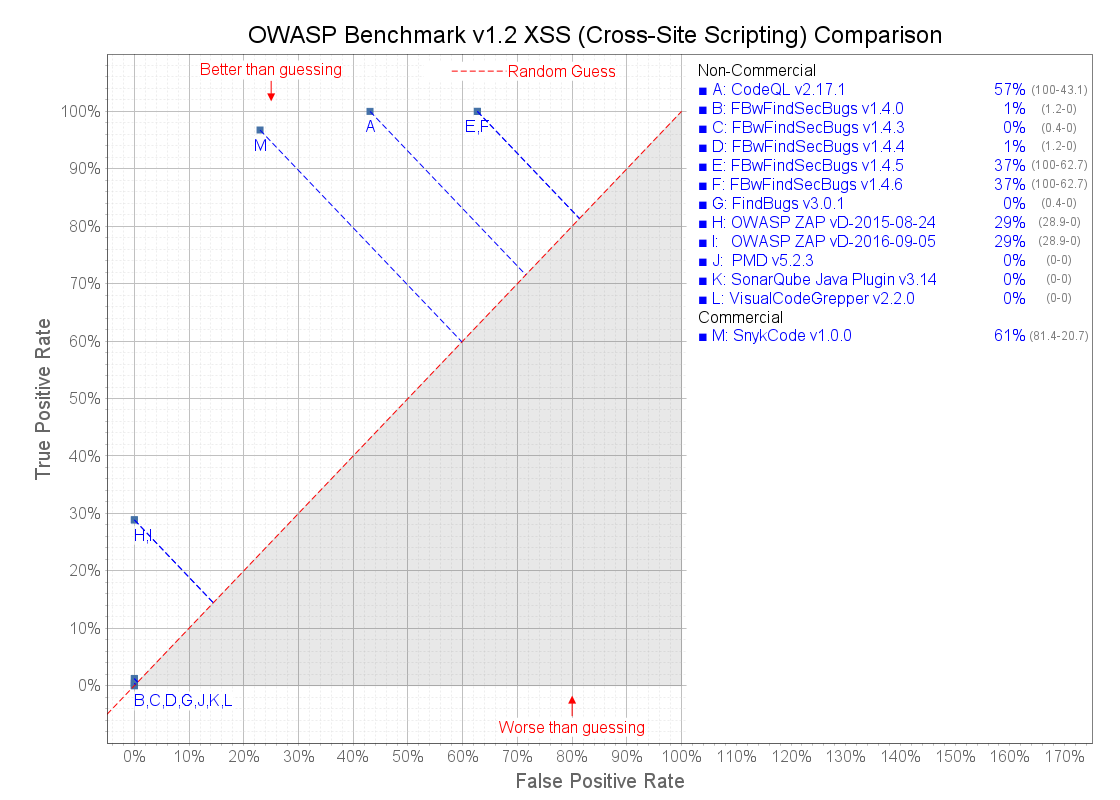 OWASP Benchmark v1.2 XSS (Cross-Site Scripting) Comparison
Better than guessing
Random Guess
Non-Commercial
A: CodeQL v2.17.1 57% (100-43.1)
B: FBwFindSecBugs v1.4.0 1% (1.2-0)
C: FBwFindSecBugs v1.4.3 0% (0.4-0)
D: FBwFindSecBugs v1.4.4 1% (1.2-0)
E: FBwFindSecBugs v1.4.5 37% (100-62.7)
F: FBwFindSecBugs v1.4.6 37% (100-62.7)
G: FindBugs v3.0.1 0% (0.4-0)
H: OWASP ZAP vD-2015-08-24 29% (28.9-0)
I: OWASP ZAP vD-2016-09-05 29% (28.9-0)
J: PMD v5.2.3 0% (0-0)
K: SonarQube Java Plugin v3.14 0% (0-0)
L: VisualCodeGrepper v2.2.0 0% (0-0)
Commercial
M: SnykCode v1.0.0 61% (81.4-20.7)
100%
90%
80%
70%
60%
50%
40%
30%
20%
10%
0%
True Positive Rate
M
A
E,F
H,I
B,C,D,G,J,K,L
Worse than guessing
0% 10% 20% 30% 40% 50% 60% 70% 80% 90% 100% 110% 120% 130% 140% 150% 160% 170%
False Positive Rate